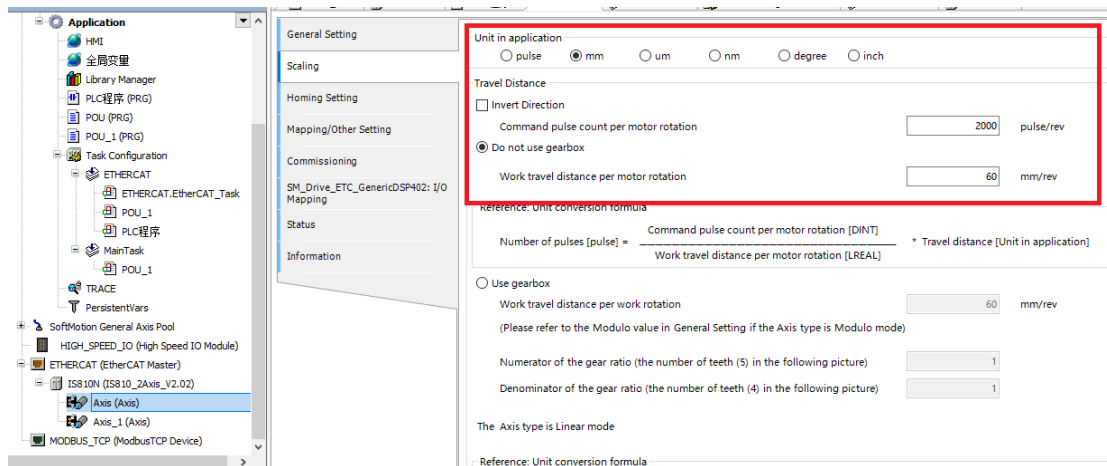 Application
HMI
全局变量
Library Manager
PLC程序 (PRG)
POU (PRG)
POU_1 (PRG)
Task Configuration
ETHERCAT
ETHERCAT.EtherCAT_Task
POU_1
PLC程序
MainTask
POU_1
TRACE
PersistentVars
SoftMotion General Axis Pool
HIGH_SPEED_IO (High Speed IO Module)
ETHERCAT (EtherCAT Master)
IS810N (IS810_2Axis_V2.02)
Axis (Axis)
Axis_1 (Axis)
MODBUS_TCP (ModbusTCP Device)
General Setting
Scaling
Homing Setting
Mapping/Other Setting
Commissioning
SM_Drive_ETC_GenericDSP402: I/O
Mapping
Status
Information
Unit in application
pulse mm um nm degree inch
Travel Distance
Invert Direction
Command pulse count per motor rotation 2000 pulse/rev
Do not use gearbox
Work travel distance per motor rotation 60 mm/rev
Reference: Unit conversion formula
Command pulse count per motor rotation [DINT]
Number of pulses [pulse] = * Travel distance [Unit in application]
Work travel distance per motor rotation [LREAL]
Use gearbox
Work travel distance per work rotation 60 mm/rev
(Please refer to the Modulo value in General Setting if the Axis type is Modulo mode)
Numerator of the gear ratio (the number of teeth (5) in the following picture) 1
Denominator of the gear ratio (the number of teeth (4) in the following picture) 1
The Axis type is Linear mode
Reference: Unit conversion formula